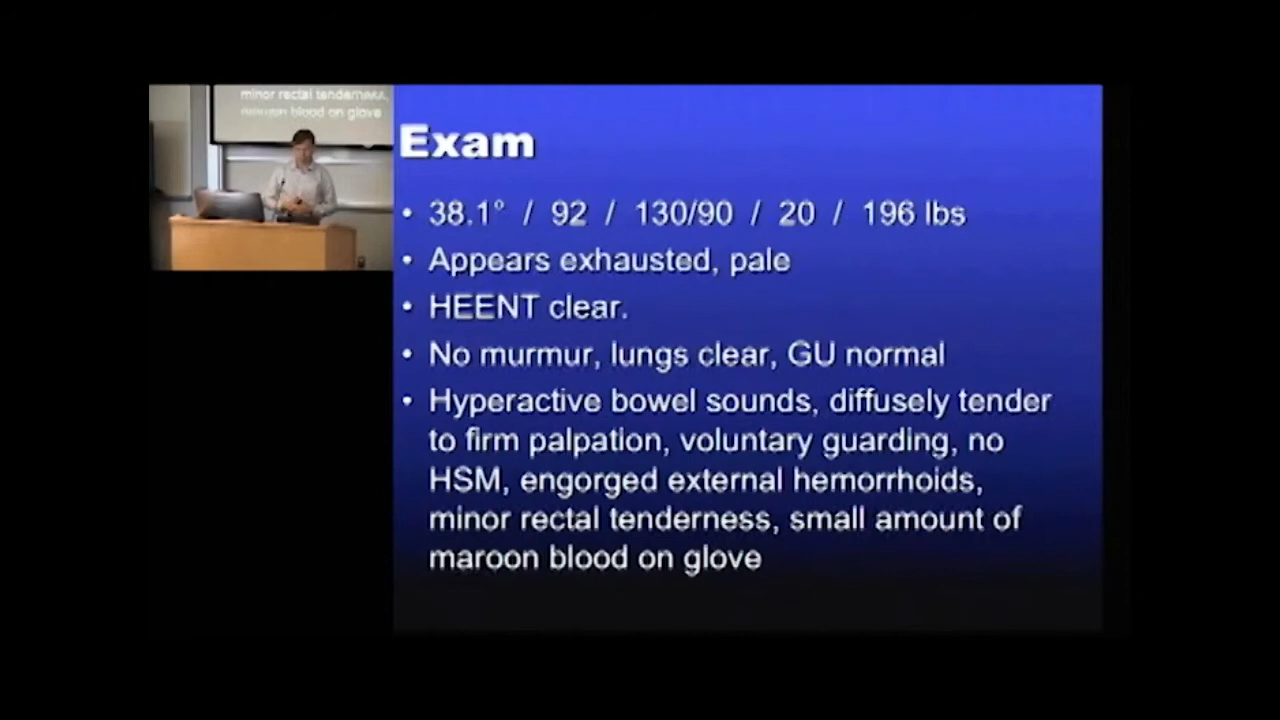 minor rectal tenderness,
maroon blood on glove
Exam
• 38.1° / 92 / 130/90 / 20 / 196 lbs
• Appears exhausted, pale
• HEENT clear.
• No murmur, lungs clear, GU normal
• Hyperactive bowel sounds, diffusely tender
to firm palpation, voluntary guarding, no
HSM, engorged external hemorrhoids,
minor rectal tenderness, small amount of
maroon blood on glove